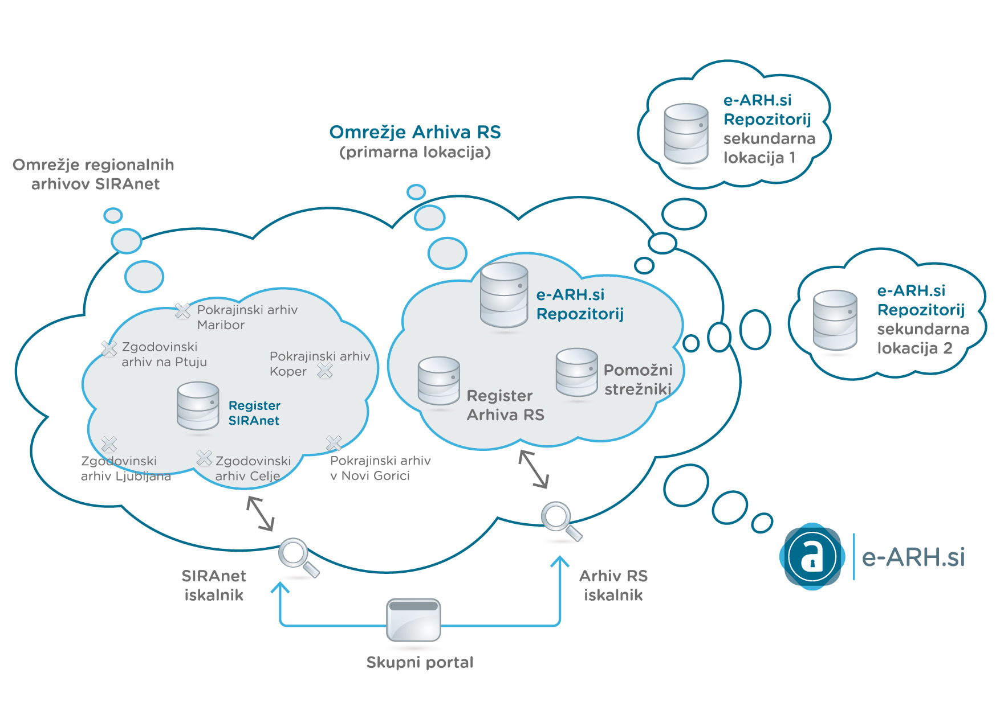 e-ARH.si
Repozitorij
sekundarna
lokacija 1
Omrežje Arhiva RS
(primarna lokacija)
Omrežje regionalnih
arhivov SIRAnet
e-ARH.si
Repozitorij
sekundarna
lokacija 2
e-ARH.si
Repozitorij
Pokrajinski arhiv
Maribor
Zgodovinski
arhiv na Ptuju
Pokrajinski arhiv
Koper
Register
SIRAnet
Pomožni
strežniki
Register
Arhiva RS
Zgodovinski
arhiv Ljubljana
Zgodovinski
arhiv Celje
Pokrajinski arhiv
v Novi Gorici
a
e-ARH.si
SIRAnet
iskalnik
Arhiv RS
iskalnik
Skupni portal